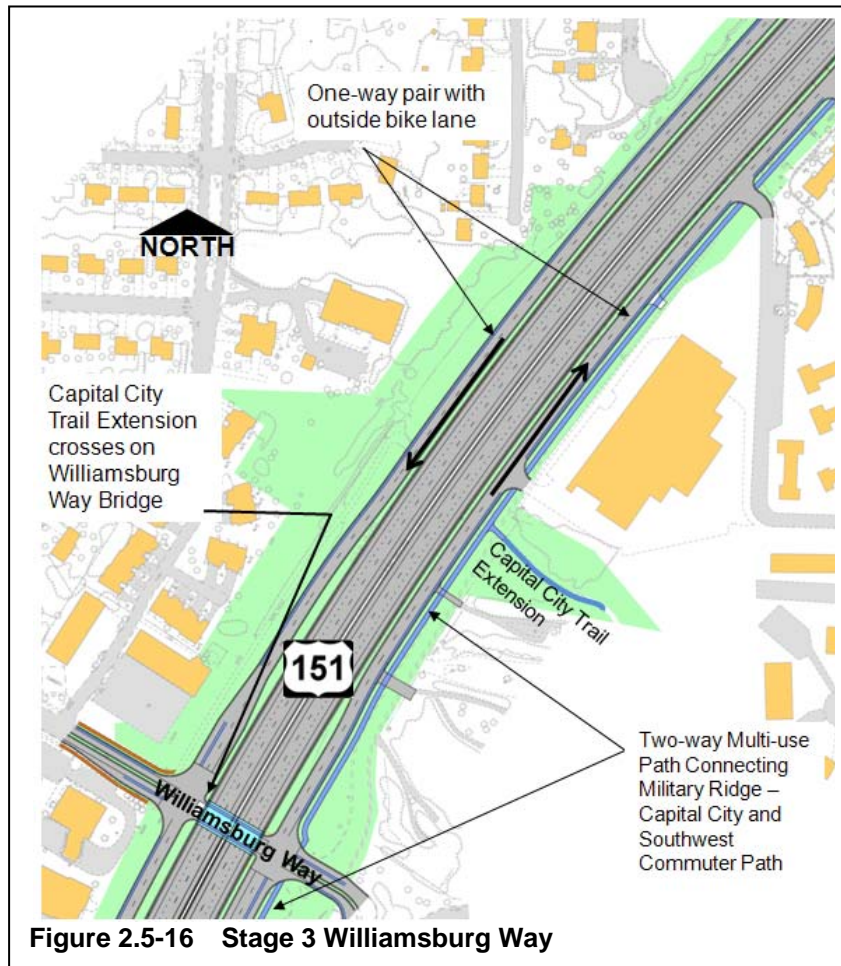 One-way pair with
outside bike lane
NORTH
Capital City
Trail Extension
crosses on
Williamsburg
Way Bridge
Capital City Trail
Extension
151
Two-way Multi-use
Path Connecting
Military Ridge –
Capital City and
Southwest
Commuter Path
Williamsburg Way
Figure 2.5-16 Stage 3 Williamsburg Way